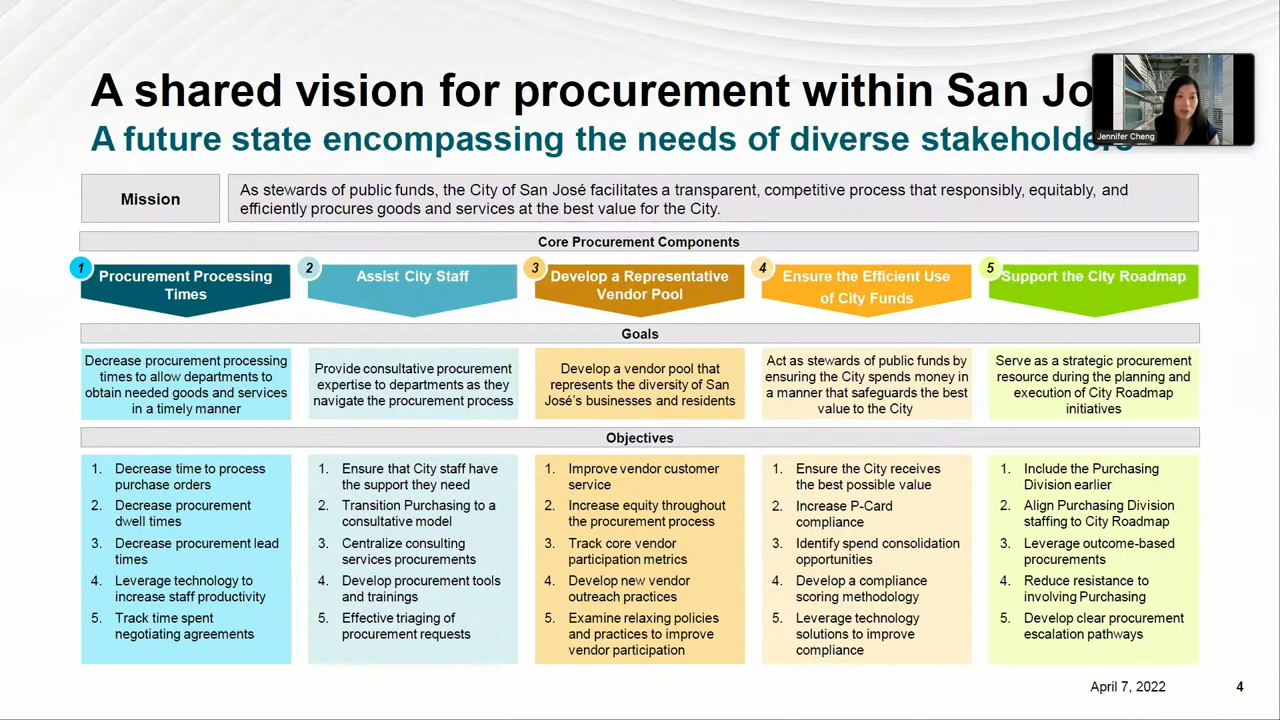 A shared vision for procurement within San Jo
A future state encompassing the needs of diverse stakeholders
Jennifer Cheng
Mission
As stewards of public funds, the City of San José facilitates a transparent, competitive process that responsibly, equitably, and
efficiently procures goods and services at the best value for the City.
Core Procurement Components
1
Procurement Processing
Times
2
Assist City Staff
3
Develop a Representative
Vendor Pool
4
Ensure the Efficient Use
of City Funds
5
Support the City Roadmap
Goals
Decrease procurement processing
times to allow departments to
obtain needed goods and services
in a timely manner
Provide consultative procurement
expertise to departments as they
navigate the procurement process
Develop a vendor pool that
represents the diversity of San
José's businesses and residents
Act as stewards of public funds by
ensuring the City spends money in
a manner that safeguards the best
value to the City
Serve as a strategic procurement
resource during the planning and
execution of City Roadmap
initiatives
Objectives
1. Decrease time to process
purchase orders
2. Decrease procurement
dwell times
3. Decrease procurement lead
times
4. Leverage technology to
increase staff productivity
5. Track time spent
negotiating agreements
1. Ensure that City staff have
the support they need
2. Transition Purchasing to a
consultative model
3. Centralize consulting
services procurements
4. Develop procurement tools
and trainings
5. Effective triaging of
procurement requests
1. Improve vendor customer
service
2. Increase equity throughout
the procurement process
3. Track core vendor
participation metrics
4. Develop new vendor
outreach practices
5. Examine relaxing policies
and practices to improve
vendor participation
1. Ensure the City receives
the best possible value
2. Increase P-Card
compliance
3. Identify spend consolidation
opportunities
4. Develop a compliance
scoring methodology
5. Leverage technology
solutions to improve
compliance
1. Include the Purchasing
Division earlier
2. Align Purchasing Division
staffing to City Roadmap
3. Leverage outcome-based
procurements
4. Reduce resistance to
involving Purchasing
5. Develop clear procurement
escalation pathways
April 7, 2022
4